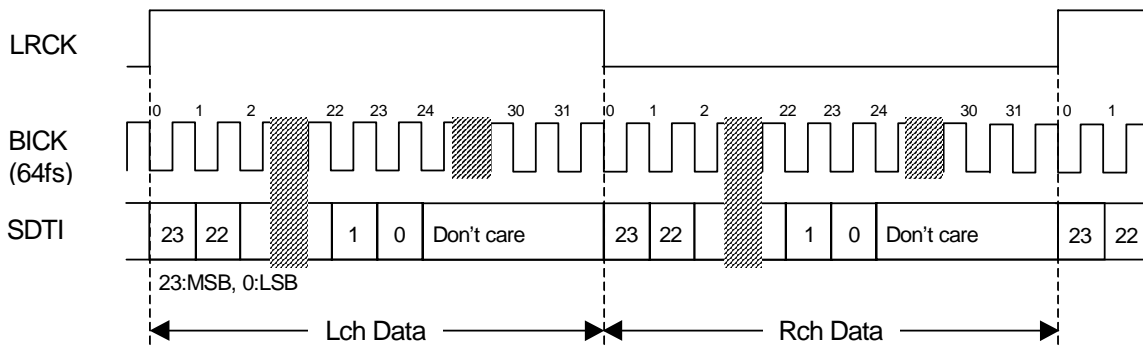 LRCK
0 1 2 22 23 24 30 31 0 1 2 22 23 24 30 31 0 1
BICK
(64fs)
SDTI
23 22 1 0 Don't care 23 22 1 0 Don't care 23 22
23:MSB, 0:LSB
Lch Data Rch Data